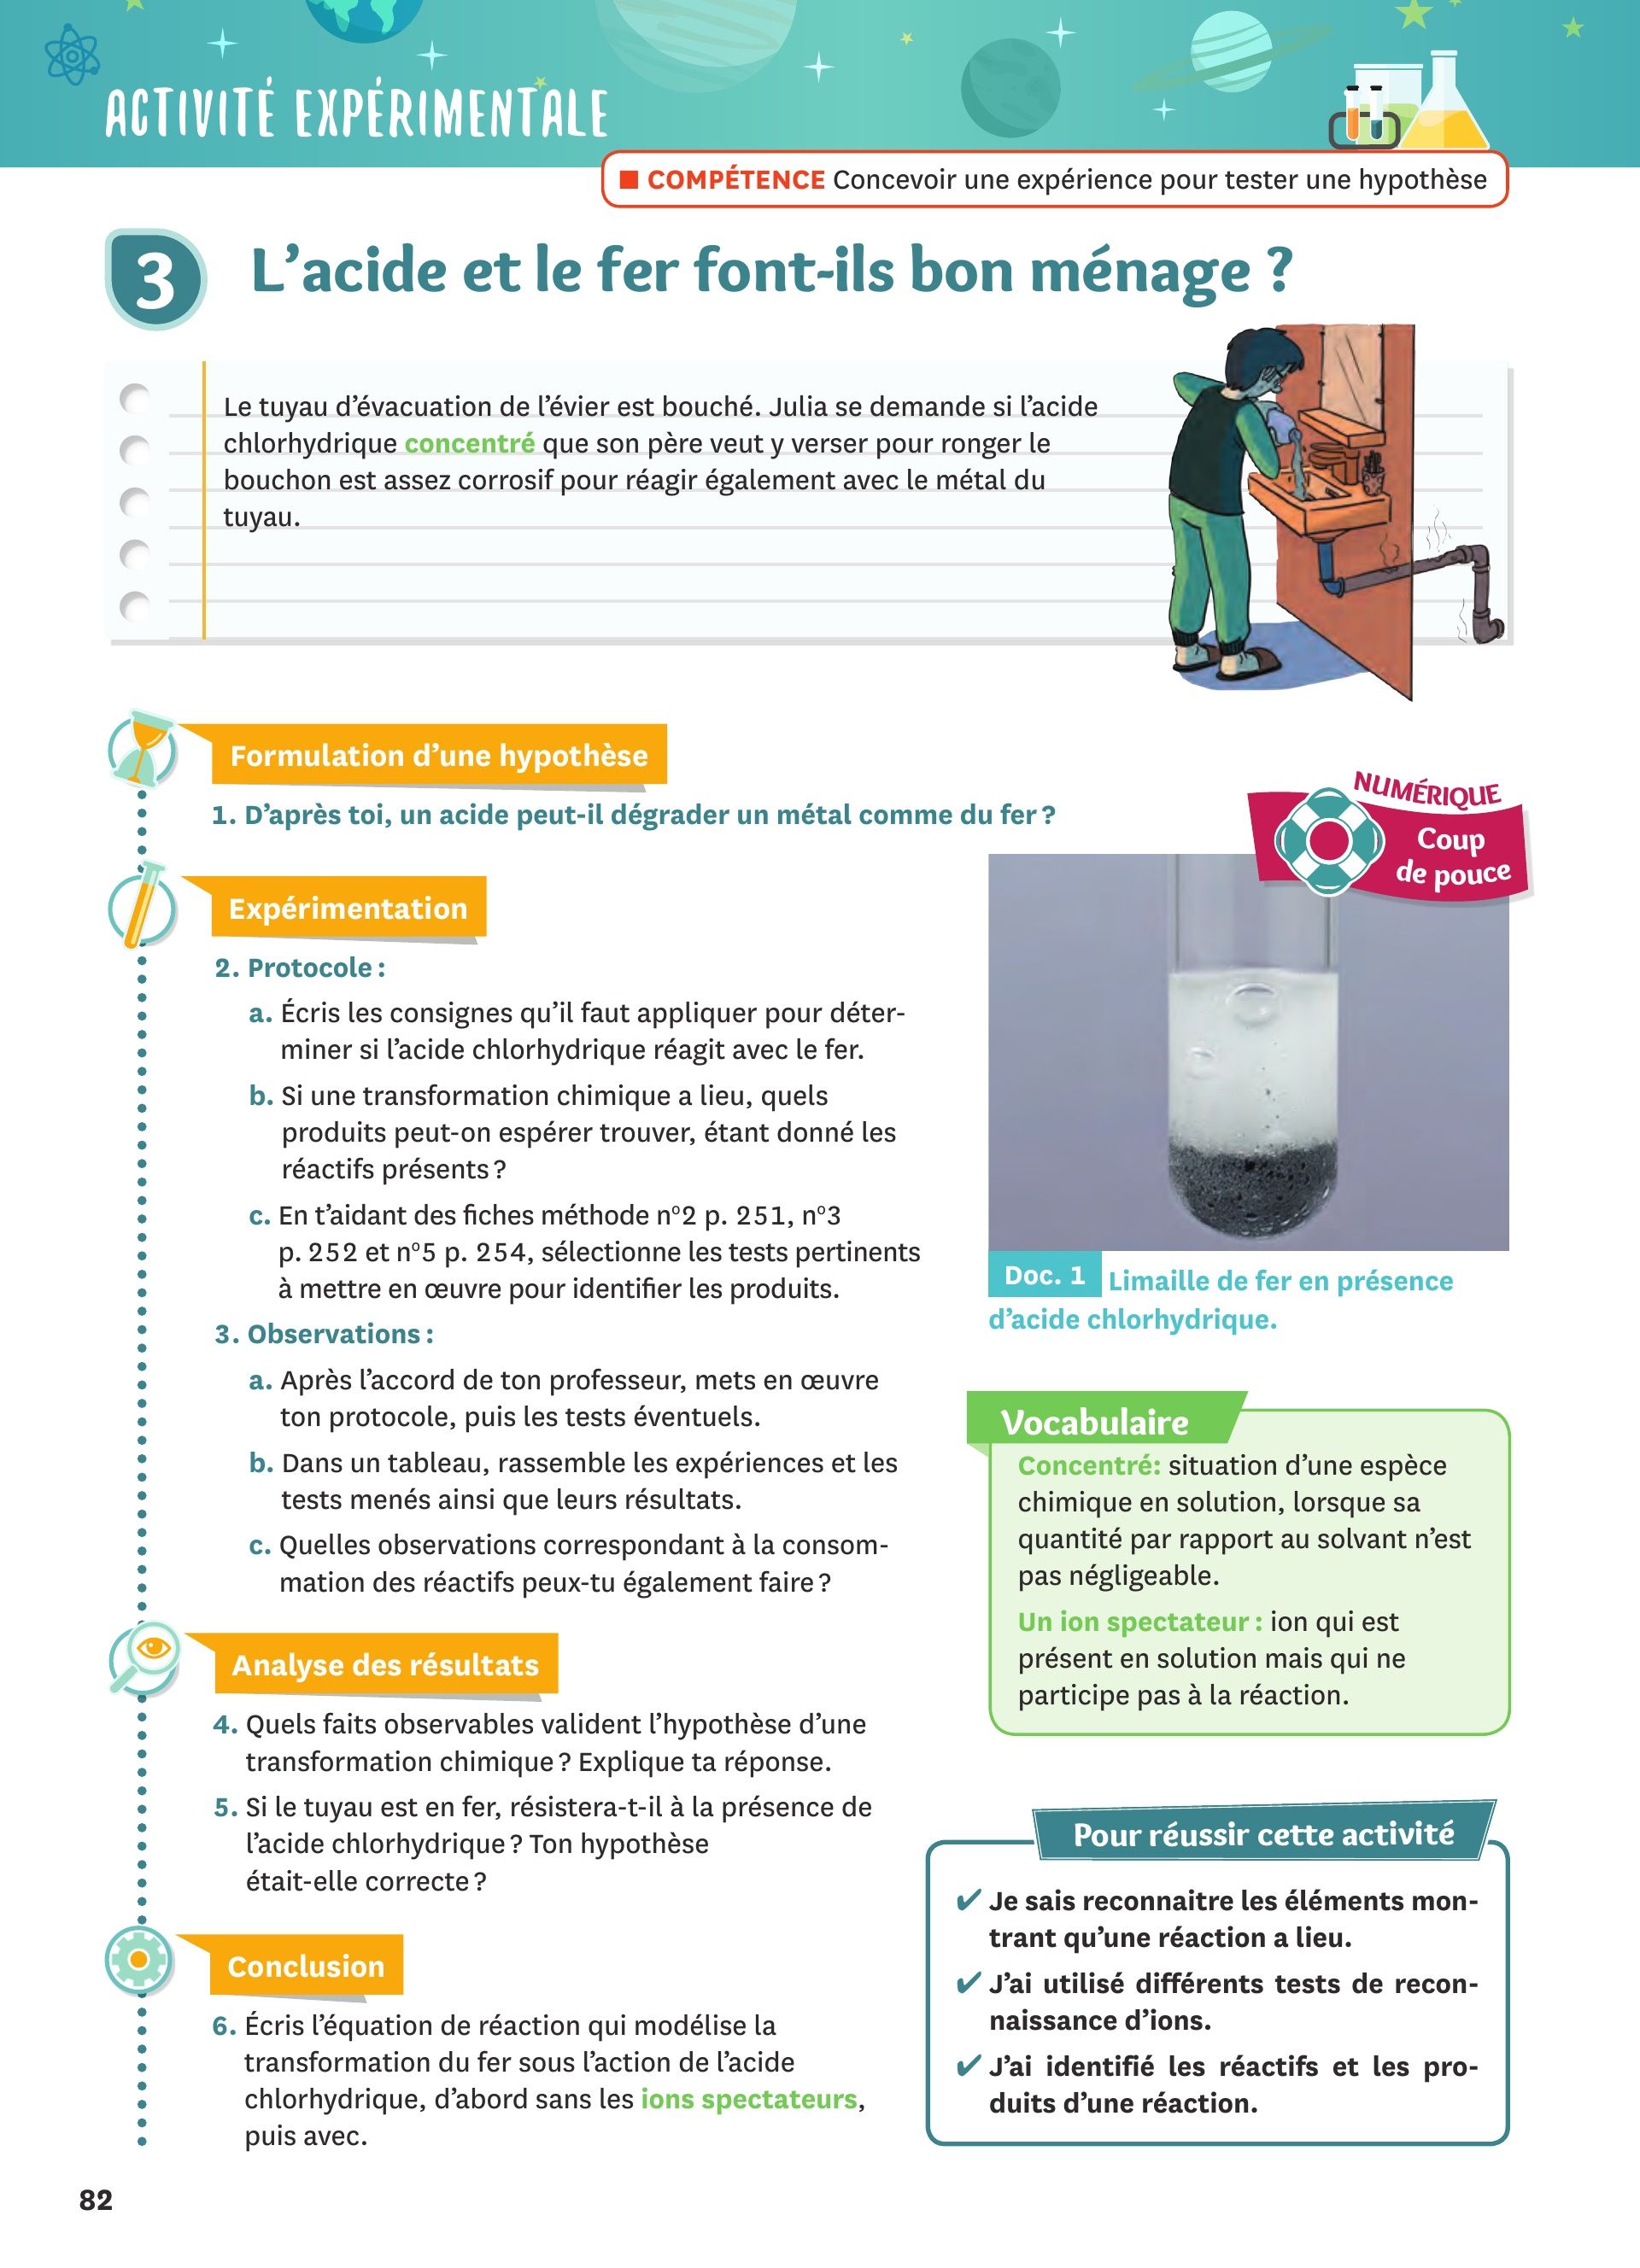 ACTIVITÉ EXPÉRIMENTALE
COMPÉTENCE Concevoir une expérience pour tester une hypothèse
3
L’acide et le fer font-ils bon ménage ?
Le tuyau d’évacuation de l’évier est bouché. Julia se demande si l’acide
chlorhydrique concentré que son père veut y verser pour ronger le
bouchon est assez corrosif pour réagir également avec le métal du
tuyau.
Formulation d’une hypothèse
1. D’après toi, un acide peut-il dégrader un métal comme du fer ?
Expérimentation
2. Protocole :
a. Écris les consignes qu’il faut appliquer pour déter-
miner si l’acide chlorhydrique réagit avec le fer.
b. Si une transformation chimique a lieu, quels
produits peut-on espérer trouver, étant donné les
réactifs présents ?
c. En t’aidant des fiches méthode nº2 p. 251, nº3
p. 252 et nº5 p. 254, sélectionne les tests pertinents
à mettre en œuvre pour identifier les produits.
3. Observations :
a. Après l’accord de ton professeur, mets en œuvre
ton protocole, puis les tests éventuels.
b. Dans un tableau, rassemble les expériences et les
tests menés ainsi que leurs résultats.
c. Quelles observations correspondant à la consom-
mation des réactifs peux-tu également faire ?
Analyse des résultats
4. Quels faits observables valident l’hypothèse d’une
transformation chimique ? Explique ta réponse.
5. Si le tuyau est en fer, résistera-t-il à la présence de
l’acide chlorhydrique ? Ton hypothèse
était-elle correcte ?
Conclusion
6. Écris l’équation de réaction qui modélise la
transformation du fer sous l’action de l’acide
chlorhydrique, d’abord sans les ions spectateurs,
puis avec.
NUMÉRIQUE
Coup
de pouce
Doc. 1 Limaille de fer en présence
d’acide chlorhydrique.
Vocabulaire
Concentré: situation d’une espèce
chimique en solution, lorsque sa
quantité par rapport au solvant n’est
pas négligeable.
Un ion spectateur : ion qui est
présent en solution mais qui ne
participe pas à la réaction.
Pour réussir cette activité
✔ Je sais reconnaitre les éléments mon-
trant qu’une réaction a lieu.
✔ J’ai utilisé différents tests de recon-
naissance d’ions.
✔ J’ai identifié les réactifs et les pro-
duits d’une réaction.
82